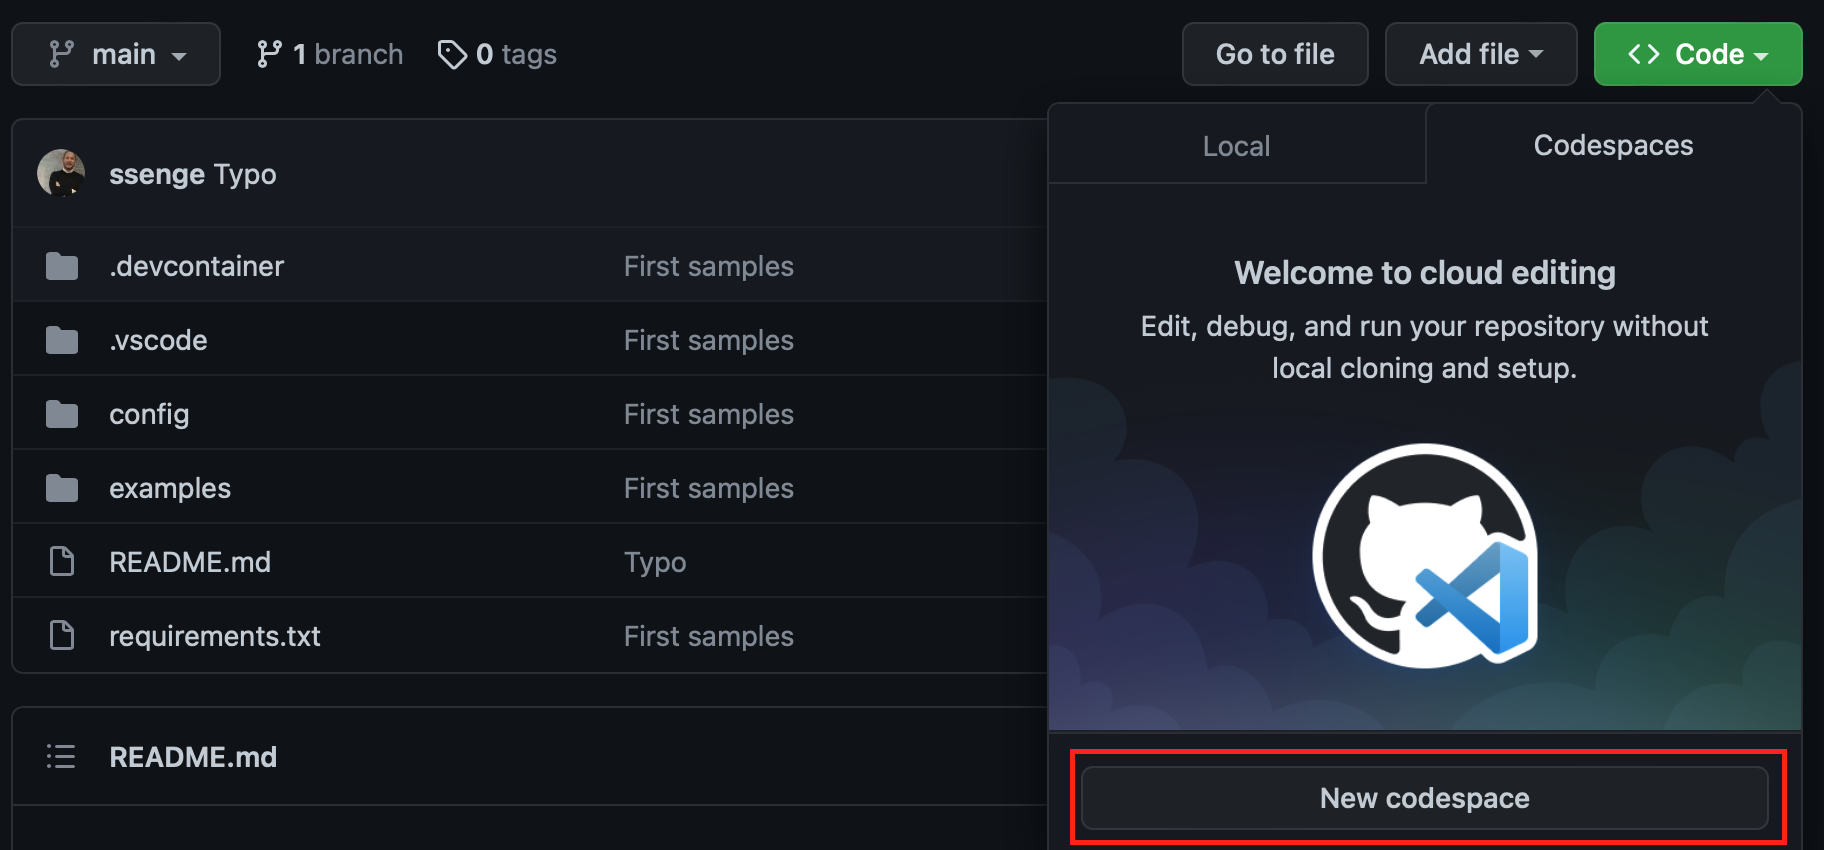 main
1 branch
0 tags
Go to file
Add file
Code
ssenge Typo
.devcontainer First samples
.vscode First samples
config First samples
examples First samples
README.md Typo
requirements.txt First samples
README.md
Local
Codespaces
Welcome to cloud editing
Edit, debug, and run your repository without
local cloning and setup.
New codespace